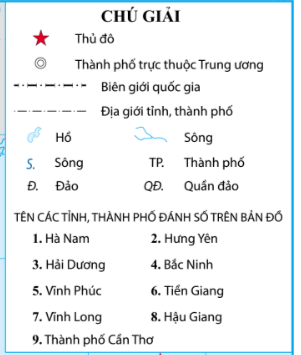 CHÚ GIẢI
Thủ đô
Thành phố trực thuộc Trung ương
Biên giới quốc gia
Địa giới tỉnh, thành phố
Hồ Sông
S. Sông TP. Thành phố
Đ. Đảo QĐ. Quần đảo
TÊN CÁC TỈNH, THÀNH PHỐ ĐÁNH SỐ TRÊN BẢN ĐỒ
1. Hà Nam 2. Hưng Yên
3. Hải Dương 4. Bắc Ninh
5. Vĩnh Phúc 6. Tiền Giang
7. Vĩnh Long 8. Hậu Giang
9. Thành phố Cần Thơ